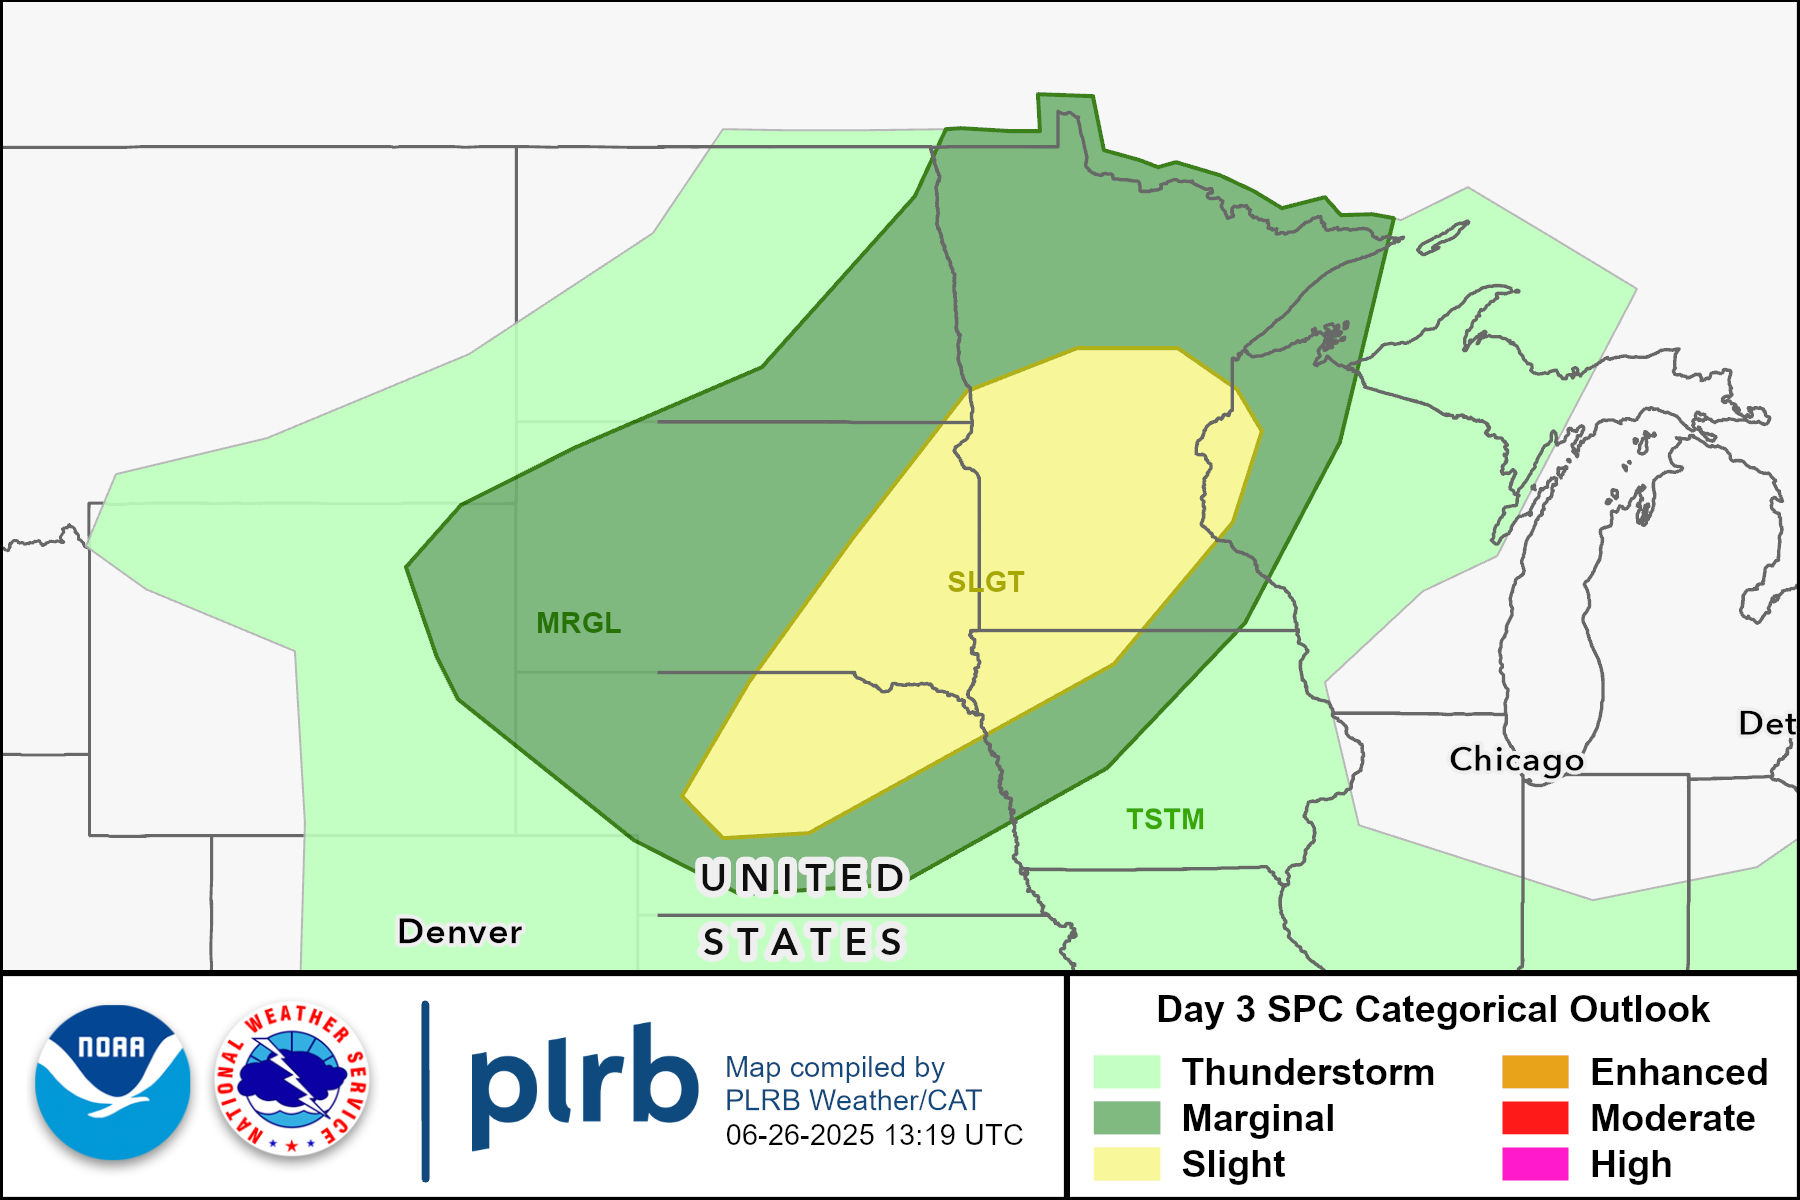 MRGL
SLGT
TSTM
UNITED
STATES
Denver
Chicago
Det
NOAA
NATIONAL WEATHER SERVICE
plrb
Map compiled by
PLRB Weather/CAT
06-26-2025 13:19 UTC
Day 3 SPC Categorical Outlook
Thunderstorm
Marginal
Slight
Enhanced
Moderate
High